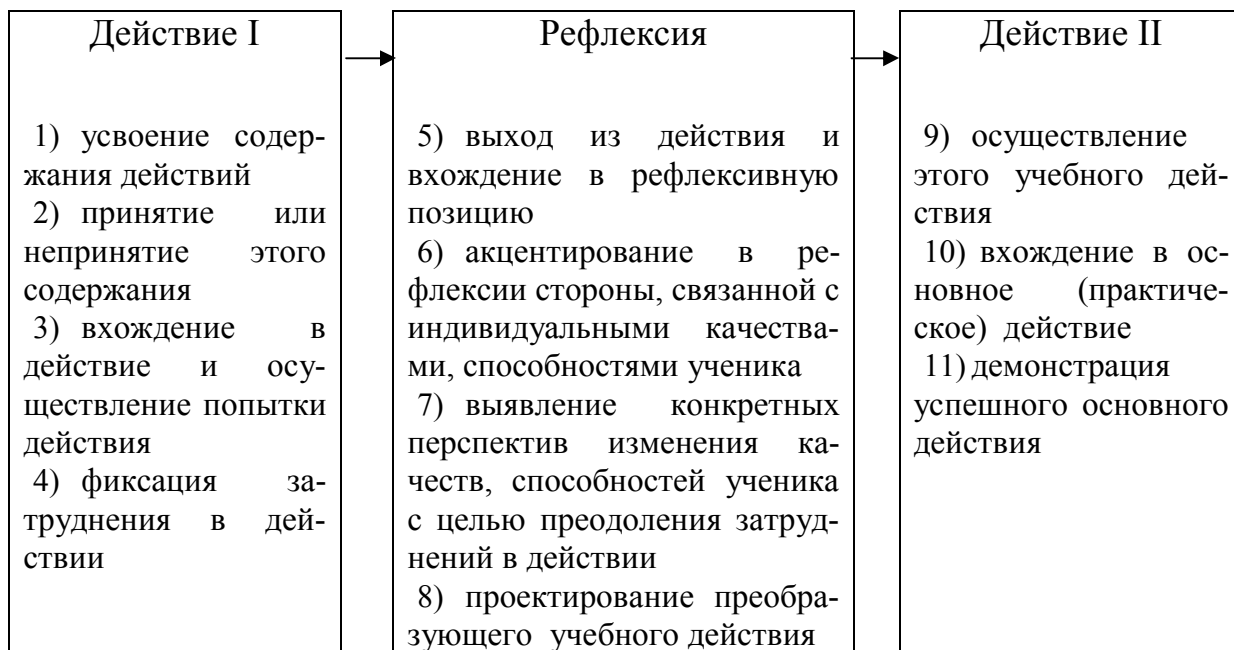 Действие I
1) усвоение содер-
жания действий
2) принятие или
непринятие этого
содержания
3) вхождение в
действие и осу-
ществление попытки
действия
4) фиксация за-
труднения в дей-
ствии
Рефлексия
5) выход из действия и
вхождение в рефлексивную
позицию
6) акцентирование в ре-
флексии стороны, связанной с
индивидуальными качества-
ми, способностями ученика
7) выявление конкретных
перспектив изменения ка-
честв, способностей ученика
с целью преодоления затруд-
нений в действии
8) проектирование преобра-
зующего учебного действия
Действие II
9) осуществление
этого учебного дей-
ствия
10) вхождение в ос-
новное (практиче-
ское) действие
11) демонстрация
успешного основного
действия